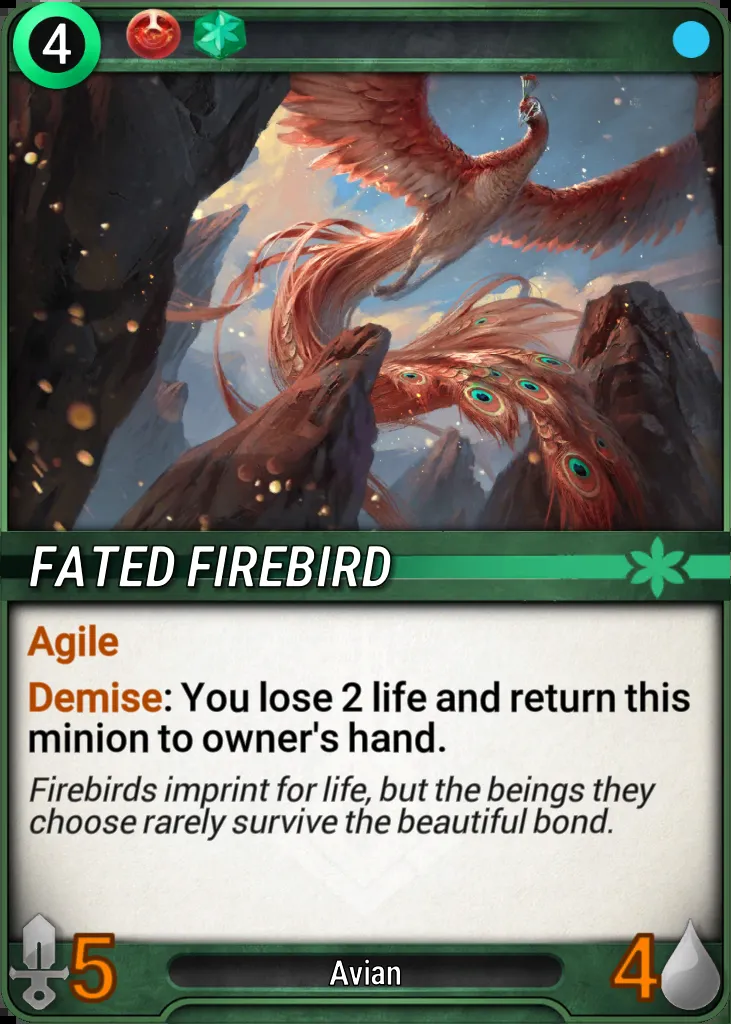 4
FATED FIREBIRD
Agile
Demise: You lose 2 life and return this
minion to owner's hand.
Firebirds imprint for life, but the beings they
choose rarely survive the beautiful bond.
5
Avian
4